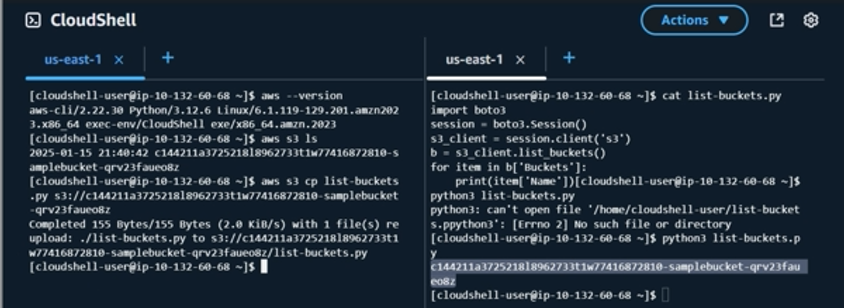 CloudShell
Actions
us-east-1
[cloudshell-user@ip-10-132-60-68 ~]$ aws --version
aws-cli/2.22.30 Python/3.12.6 Linux/6.1.119-129.201.amzn202
3.x86_64 exec-env/CloudShell exe/x86_64.amzn.2023
[cloudshell-user@ip-10-132-60-68 ~]$ aws s3 ls
2025-01-15 21:40:42 c144211a3725218l8962733t1w77416872810-s
amplebucket-qrv23faueo8z
[cloudshell-user@ip-10-132-60-68 ~]$ aws s3 cp list-buckets
.py s3://c144211a3725218l8962733t1w77416872810-samplebucket
-qrv23faueo8z
Completed 155 Bytes/155 Bytes (2.0 KiB/s) with 1 file(s) re
upload: ./list-buckets.py to s3://c144211a3725218l8962733t1
w77416872810-samplebucket-qrv23faueo8z/list-buckets.py
[cloudshell-user@ip-10-132-60-68 ~]$
us-east-1
[cloudshell-user@ip-10-132-60-68 ~]$ cat list-buckets.py
import boto3
session = boto3.Session()
s3_client = session.client('s3')
b = s3_client.list_buckets()
for item in b['Buckets']:
print(item['Name'])[cloudshell-user@ip-10-132-60-68 ~]$
python3 list-buckets.py
python3: can't open file '/home/cloudshell-user/list-bucket
s.ppython3': [Errno 2] No such file or directory
[cloudshell-user@ip-10-132-60-68 ~]$ python3 list-buckets.p
y
c144211a3725218l8962733t1w77416872810-samplebucket-qrv23fau
eo8z
[cloudshell-user@ip-10-132-60-68 ~]$